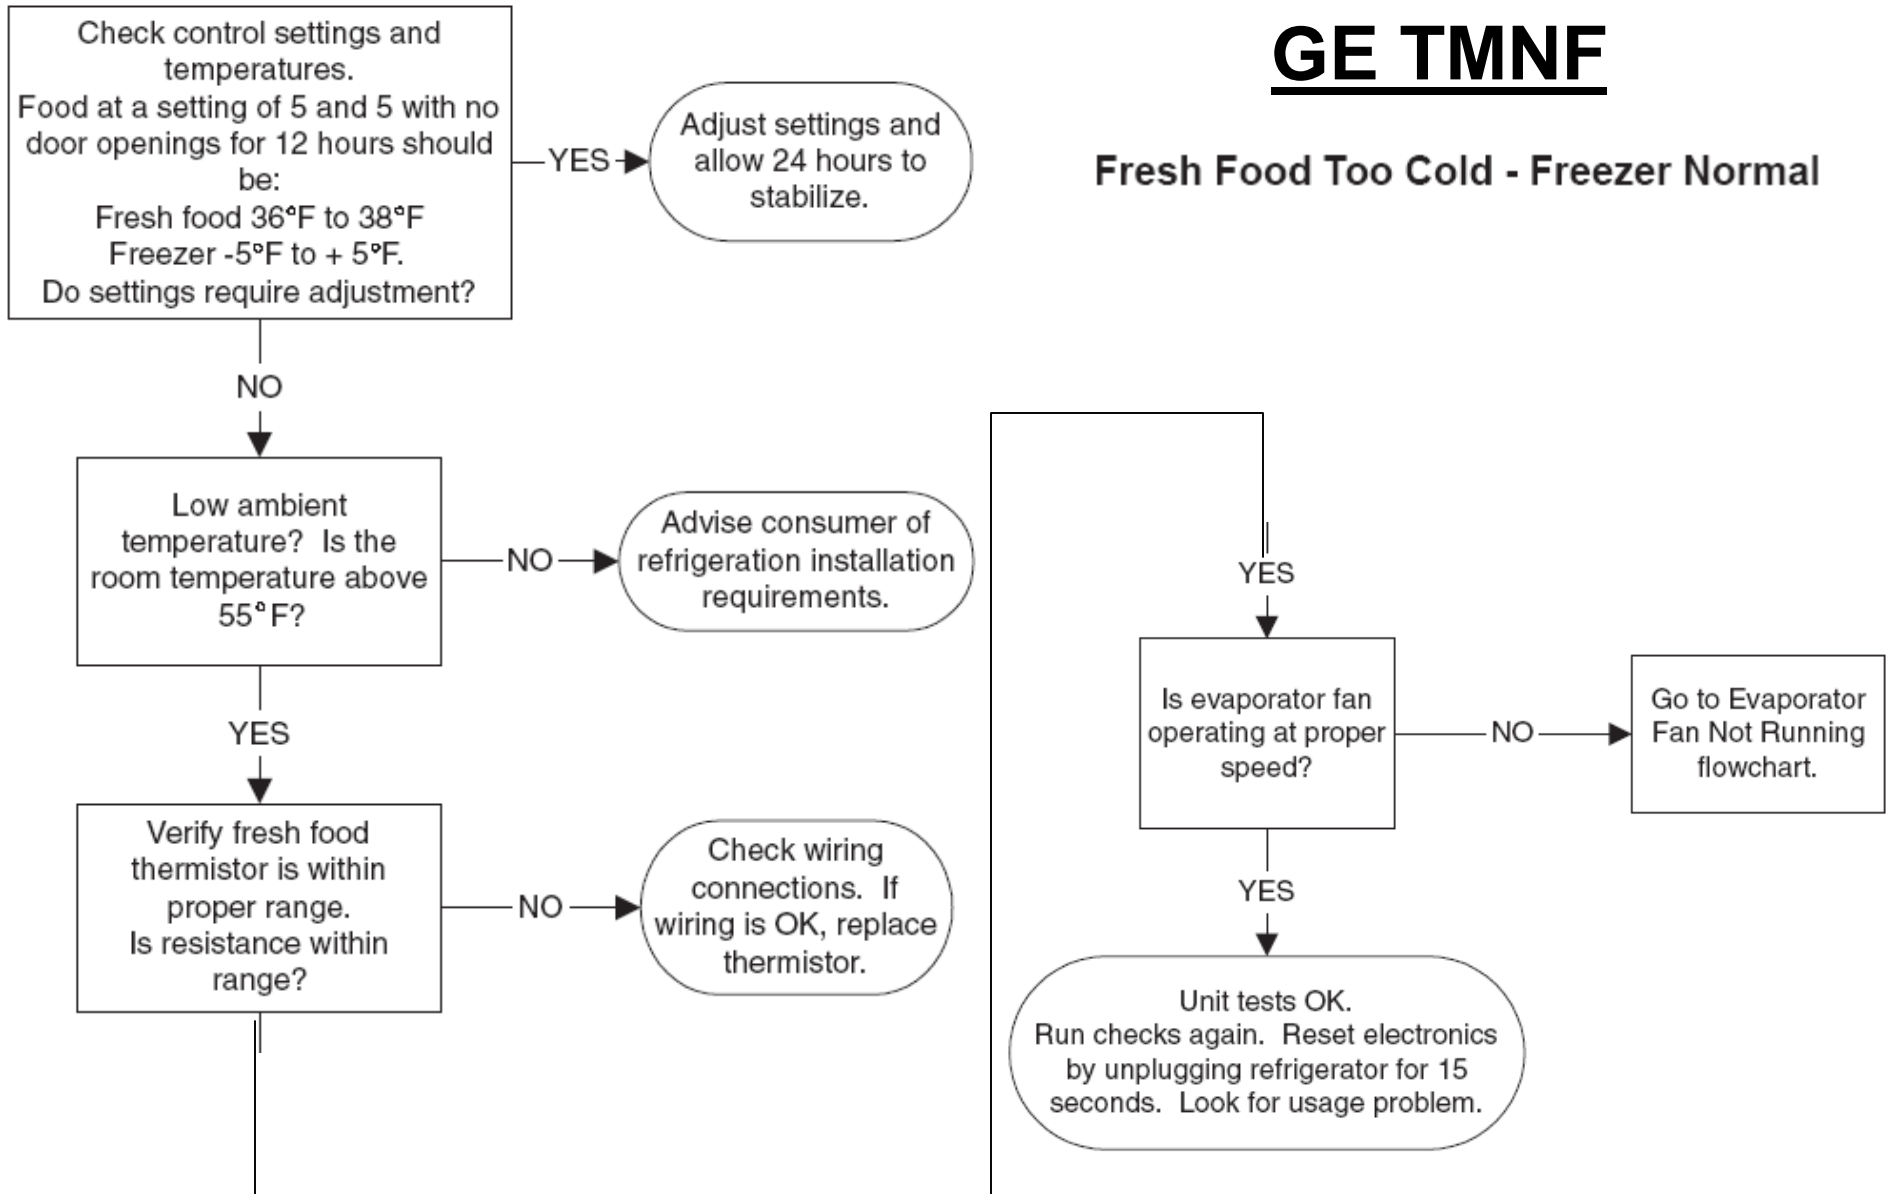 GE TMNF
Fresh Food Too Cold - Freezer Normal
Check control settings and
temperatures.
Food at a setting of 5 and 5 with no
door openings for 12 hours should
be:
Fresh food 36°F to 38°F
Freezer -5°F to + 5°F.
Do settings require adjustment?
YES
Adjust settings and
allow 24 hours to
stabilize.
NO
Low ambient
temperature? Is the
room temperature above
55°F?
NO
Advise consumer of
refrigeration installation
requirements.
YES
Verify fresh food
thermistor is within
proper range.
Is resistance within
range?
NO
Check wiring
connections. If
wiring is OK, replace
thermistor.
YES
Is evaporator fan
operating at proper
speed?
NO
Go to Evaporator
Fan Not Running
flowchart.
YES
Unit tests OK.
Run checks again. Reset electronics
by unplugging refrigerator for 15
seconds. Look for usage problem.